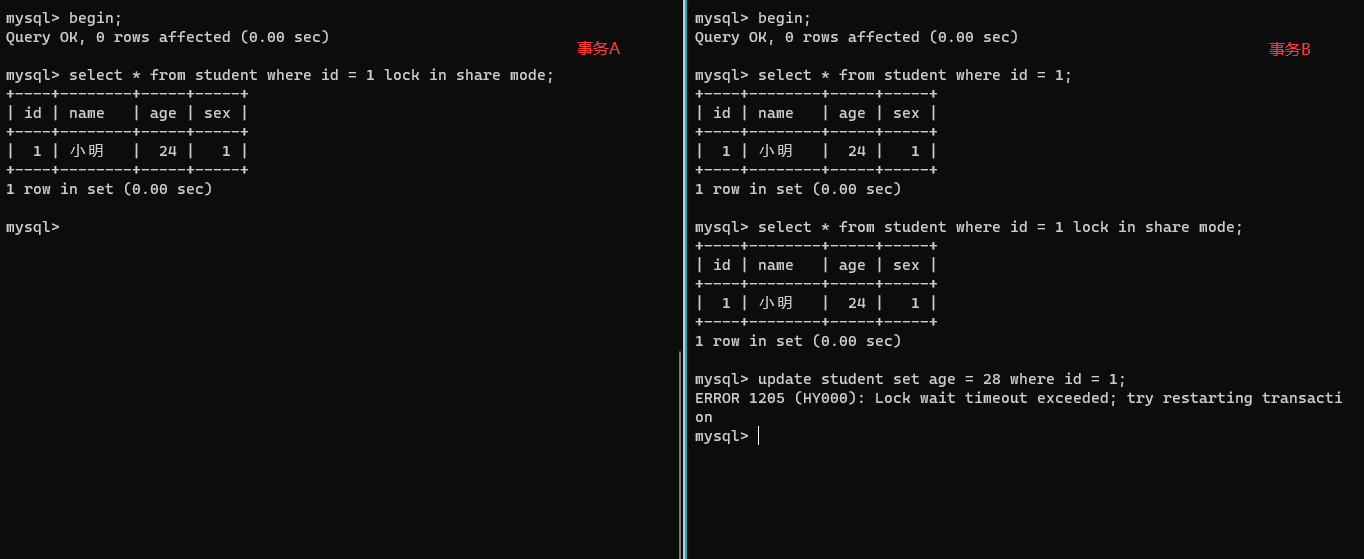 mysql> begin;
Query OK, 0 rows affected (0.00 sec)
事务A
mysql> select * from student where id = 1 lock in share mode;
+----+--------+-----+-----+
| id | name   | age | sex |
+----+--------+-----+-----+
|  1 | 小明   |  24 |   1 |
+----+--------+-----+-----+
1 row in set (0.00 sec)
mysql>
mysql> begin;
Query OK, 0 rows affected (0.00 sec)
事务B
mysql> select * from student where id = 1;
+----+--------+-----+-----+
| id | name   | age | sex |
+----+--------+-----+-----+
|  1 | 小明   |  24 |   1 |
+----+--------+-----+-----+
1 row in set (0.00 sec)
mysql> select * from student where id = 1 lock in share mode;
+----+--------+-----+-----+
| id | name   | age | sex |
+----+--------+-----+-----+
|  1 | 小明   |  24 |   1 |
+----+--------+-----+-----+
1 row in set (0.00 sec)
mysql> update student set age = 28 where id = 1;
ERROR 1205 (HY000): Lock wait timeout exceeded; try restarting transacti
on
mysql>